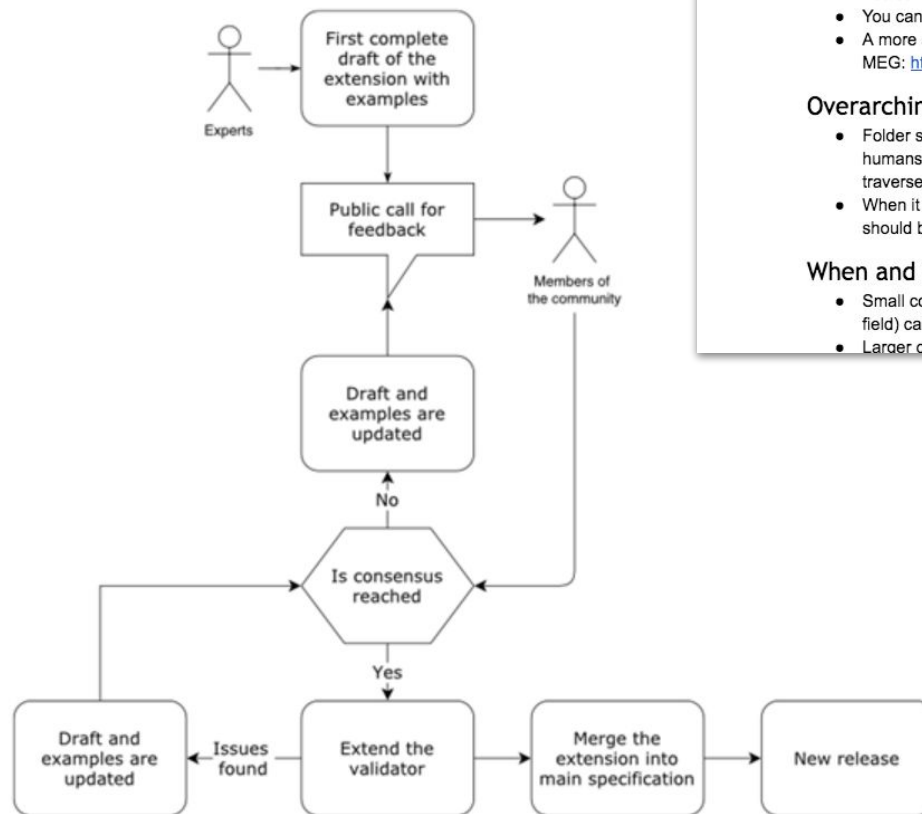 First complete
draft of the
extension with
examples
Experts
Public call for
feedback
Members of
the community
Draft and
examples are
updated
No
Is consensus
reached
Yes
Draft and
examples are
updated
Issues
found
Extend the
validator
Merge the
extension into
main specification
New release
● You can
● A more
MEG:
Overarchin
● Folder s
humans
traverse
● When it
should b
When and
● Small co
field) ca
● Larger c